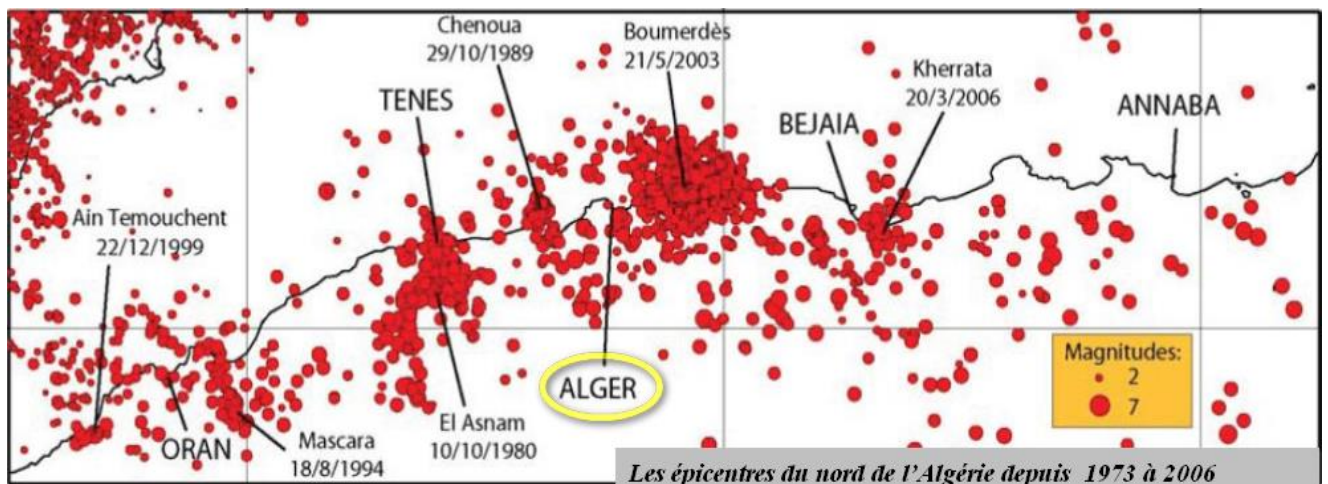 Chenoua
29/10/1989
Boumerdès
21/5/2003
Kherrata
20/3/2006
TENES
BEJAIA
ANNABA
Ain Temouchent
22/12/1999
Magnitudes:
2
7
ALGER
ORAN
Mascara
18/8/1994
El Asnam
10/10/1980
Les épicentres du nord de l'Algérie depuis 1973 à 2006